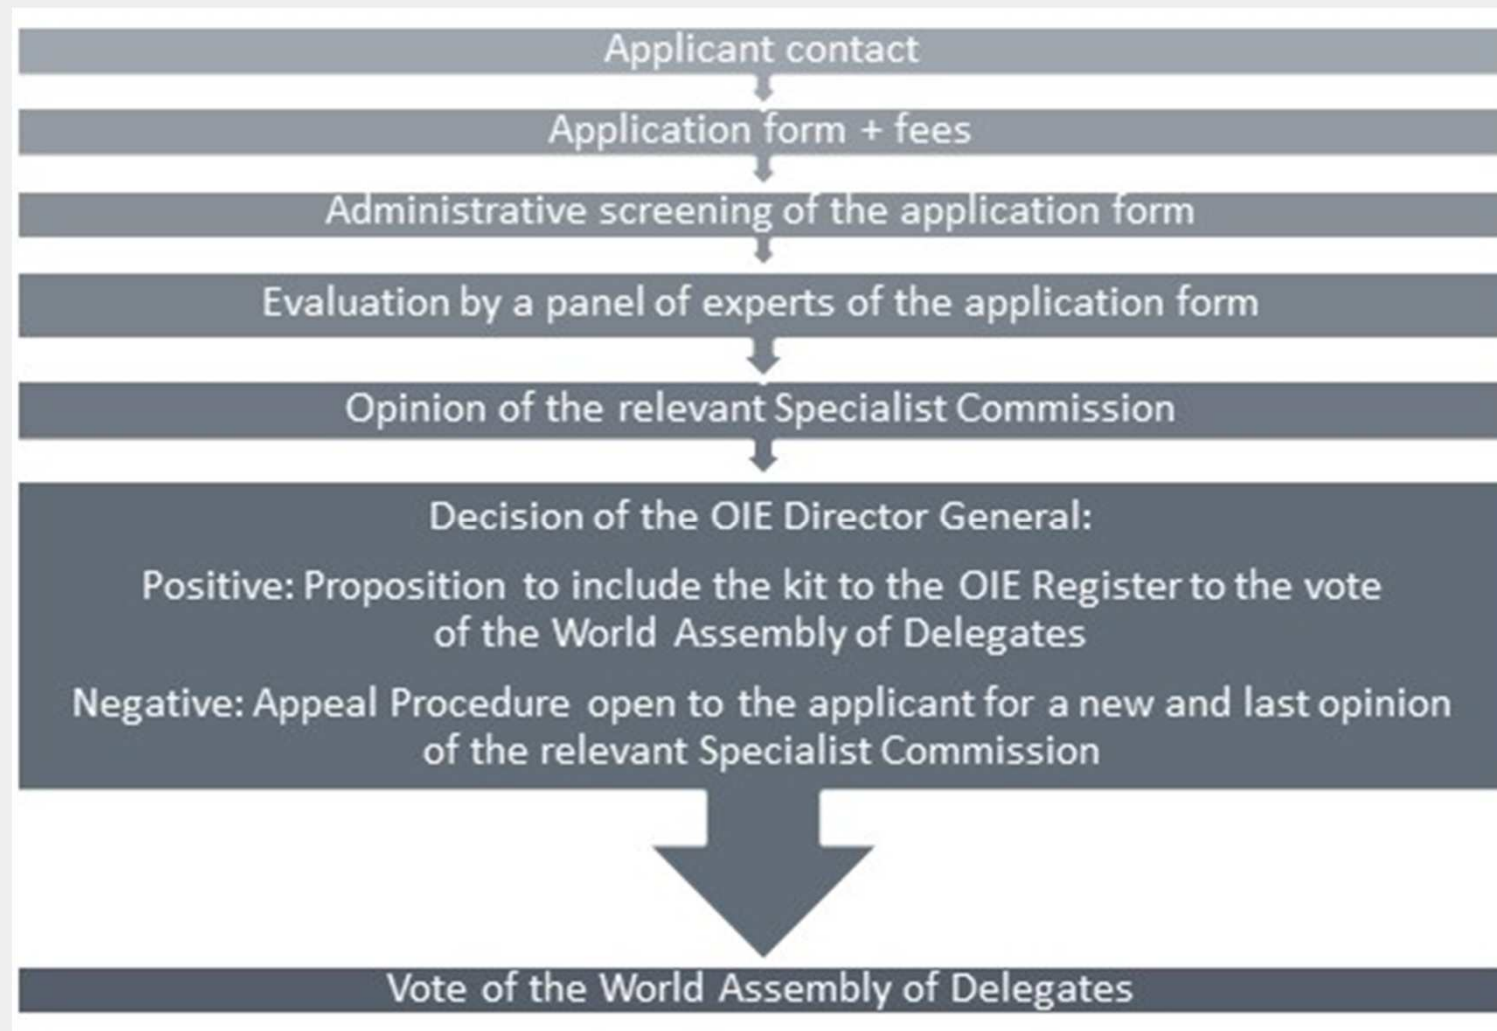 Applicant contact
Application form + fees
Administrative screening of the application form
Evaluation by a panel of experts of the application form
Opinion of the relevant Specialist Commission
Decision of the OIE Director General:
Positive: Proposition to include the kit to the OIE Register to the vote
of the World Assembly of Delegates
Negative: Appeal Procedure open to the applicant for a new and last opinion
of the relevant Specialist Commission
Vote of the World Assembly of Delegates